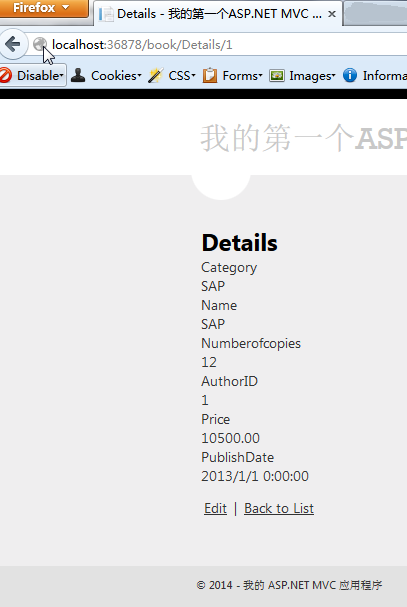 Firefox
Details - 我的第一个ASP.NET MVC ...
localhost:36878/book/Details/1
Disable Cookies CSS Forms Images Informa
我的第一个ASP
Details
Category
SAP
Name
SAP
Numberofcopies
12
AuthorID
1
Price
10500.00
PublishDate
2013/1/1 0:00:00
Edit | Back to List
© 2014 - 我的 ASP.NET MVC 应用程序